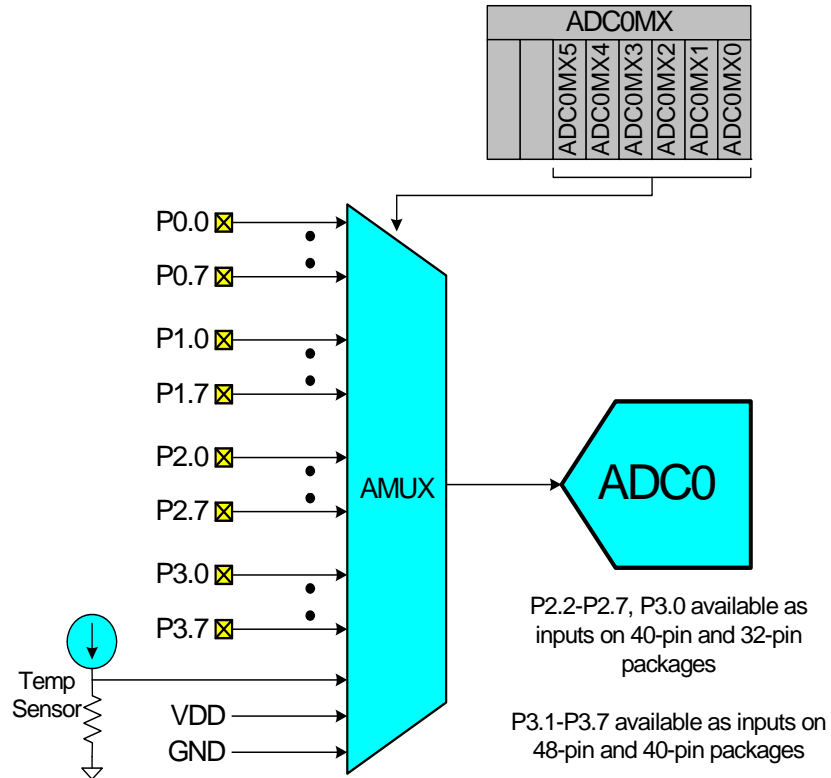 ADC0MX
ADC0MX5
ADC0MX4
ADC0MX3
ADC0MX2
ADC0MX1
ADC0MX0
P0.0
P0.7
P1.0
P1.7
P2.0
P2.7
P3.0
P3.7
Temp
Sensor
VDD
GND
AMUX
ADC0
P2.2-P2.7, P3.0 available as
inputs on 40-pin and 32-pin
packages
P3.1-P3.7 available as inputs on
48-pin and 40-pin packages